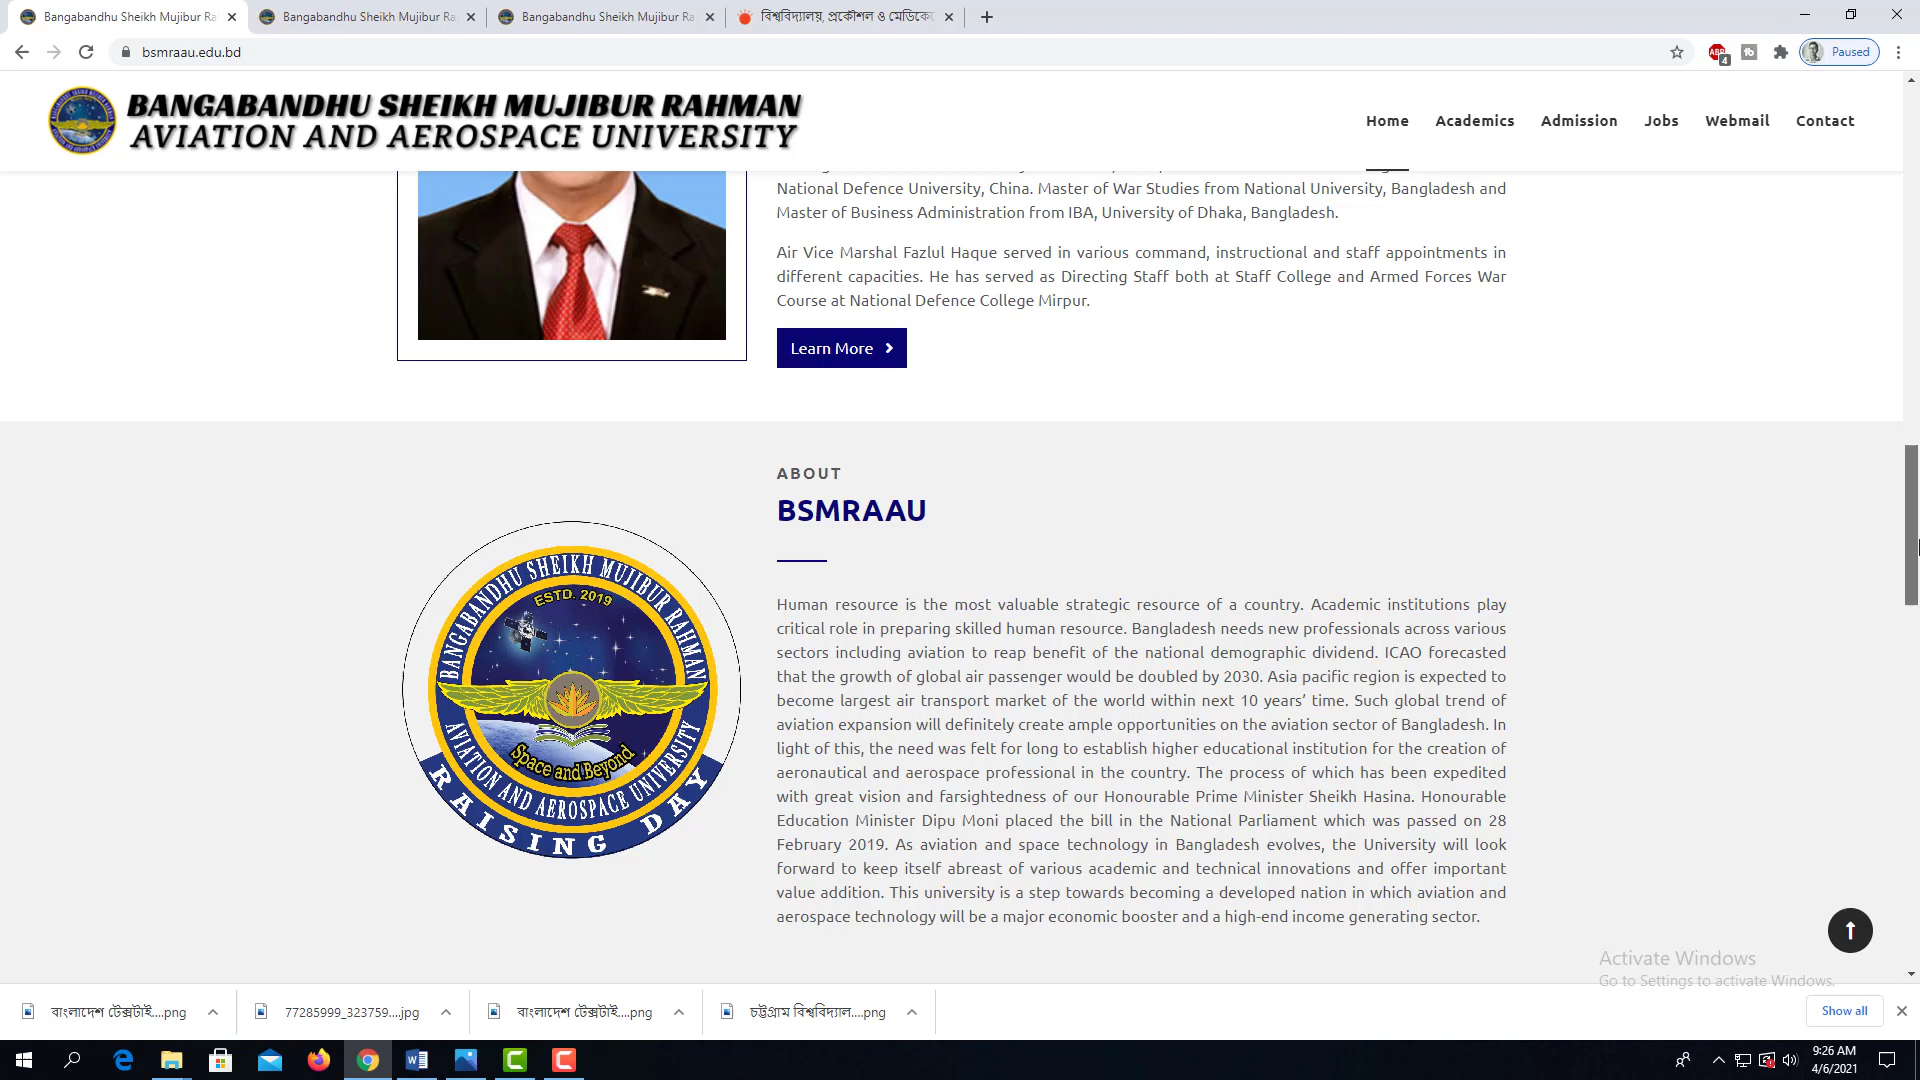 Bangabandhu Sheikh Mujibur Ra
Bangabandhu Sheikh Mujibur Ra
Bangabandhu Sheikh Mujibur Ra
বিশ্ববিদ্যালয়, প্রকৌশল ও মেডিকে
bsmraau.edu.bd
4
Paused
BANGABANDHU SHEIKH MUJIBUR RAHMAN
AVIATION AND AEROSPACE UNIVERSITY
Home
Academics
Admission
Jobs
Webmail
Contact
National Defence University, China. Master of War Studies from National University, Bangladesh and
Master of Business Administration from IBA, University of Dhaka, Bangladesh.
Air Vice Marshal Fazlul Haque served in various command, instructional and staff appointments in
different capacities. He has served as Directing Staff both at Staff College and Armed Forces War
Course at National Defence College Mirpur.
Learn More
ABOUT
BSMRAAU
BANGABANDHU SHEIKH MUJIBUR RAHMAN
ESTD. 2019
Space and Beyond
AVIATION AND AEROSPACE UNIVERSITY
RAISING DAY
Human resource is the most valuable strategic resource of a country. Academic institutions play
critical role in preparing skilled human resource. Bangladesh needs new professionals across various
sectors including aviation to reap benefit of the national demographic dividend. ICAO forecasted
that the growth of global air passenger would be doubled by 2030. Asia pacific region is expected to
become largest air transport market of the world within next 10 years’ time. Such global trend of
aviation expansion will definitely create ample opportunities on the aviation sector of Bangladesh. In
light of this, the need was felt for long to establish higher educational institution for the creation of
aeronautical and aerospace professional in the country. The process of which has been expedited
with great vision and farsightedness of our Honourable Prime Minister Sheikh Hasina. Honourable
Education Minister Dipu Moni placed the bill in the National Parliament which was passed on 28
February 2019. As aviation and space technology in Bangladesh evolves, the University will look
forward to keep itself abreast of various academic and technical innovations and offer important
value addition. This university is a step towards becoming a developed nation in which aviation and
aerospace technology will be a major economic booster and a high-end income generating sector.
Activate Windows
Go to Settings to activate Windows.
বাংলাদেশ টেক্সটাই....png
77285999_323759....jpg
বাংলাদেশ টেক্সটাই....png
চট্টগ্রাম বিশ্ববিদ্যাল....png
Show all
9:26 AM
4/6/2021